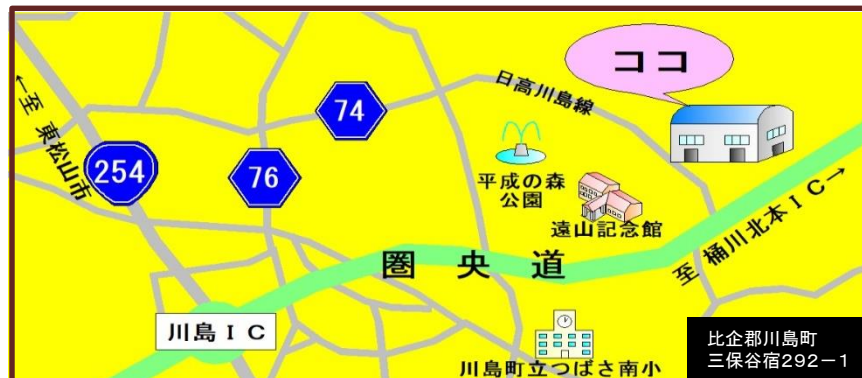 ココ
日高川島線
←至 東松山市
74
254
76
平成の森
公園
遠山記念館
圏央道
至 桶川北本IC→
川島IC
川島町立つばさ南小
比企郡川島町
三保谷宿292-1